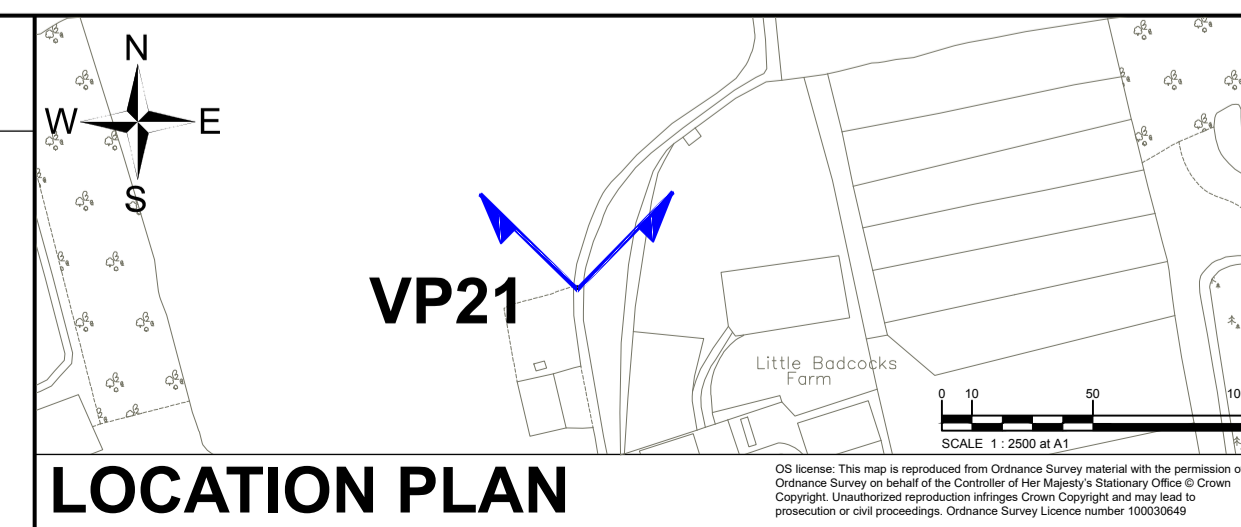 N
W E
S
VP21
Little Badcocks
Farm
0 10 50 10
SCALE 1 : 2500 at A1
LOCATION PLAN
OS license: This map is reproduced from Ordnance Survey material with the permission of
Ordnance Survey on behalf of the Controller of Her Majesty's Stationary Office © Crown
Copyright. Unauthorized reproduction infringes Crown Copyright and may lead to
prosecution or civil proceedings. Ordnance Survey Licence number 100030649